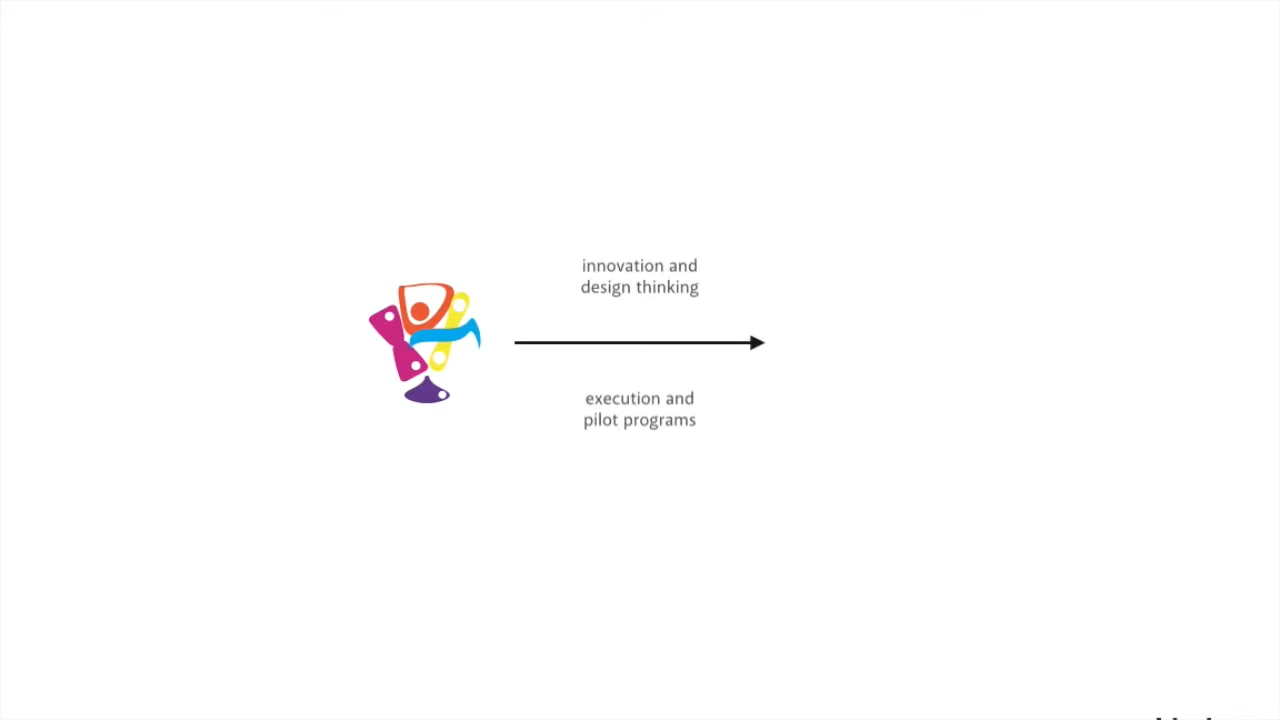 innovation and
design thinking
execution and
pilot programs